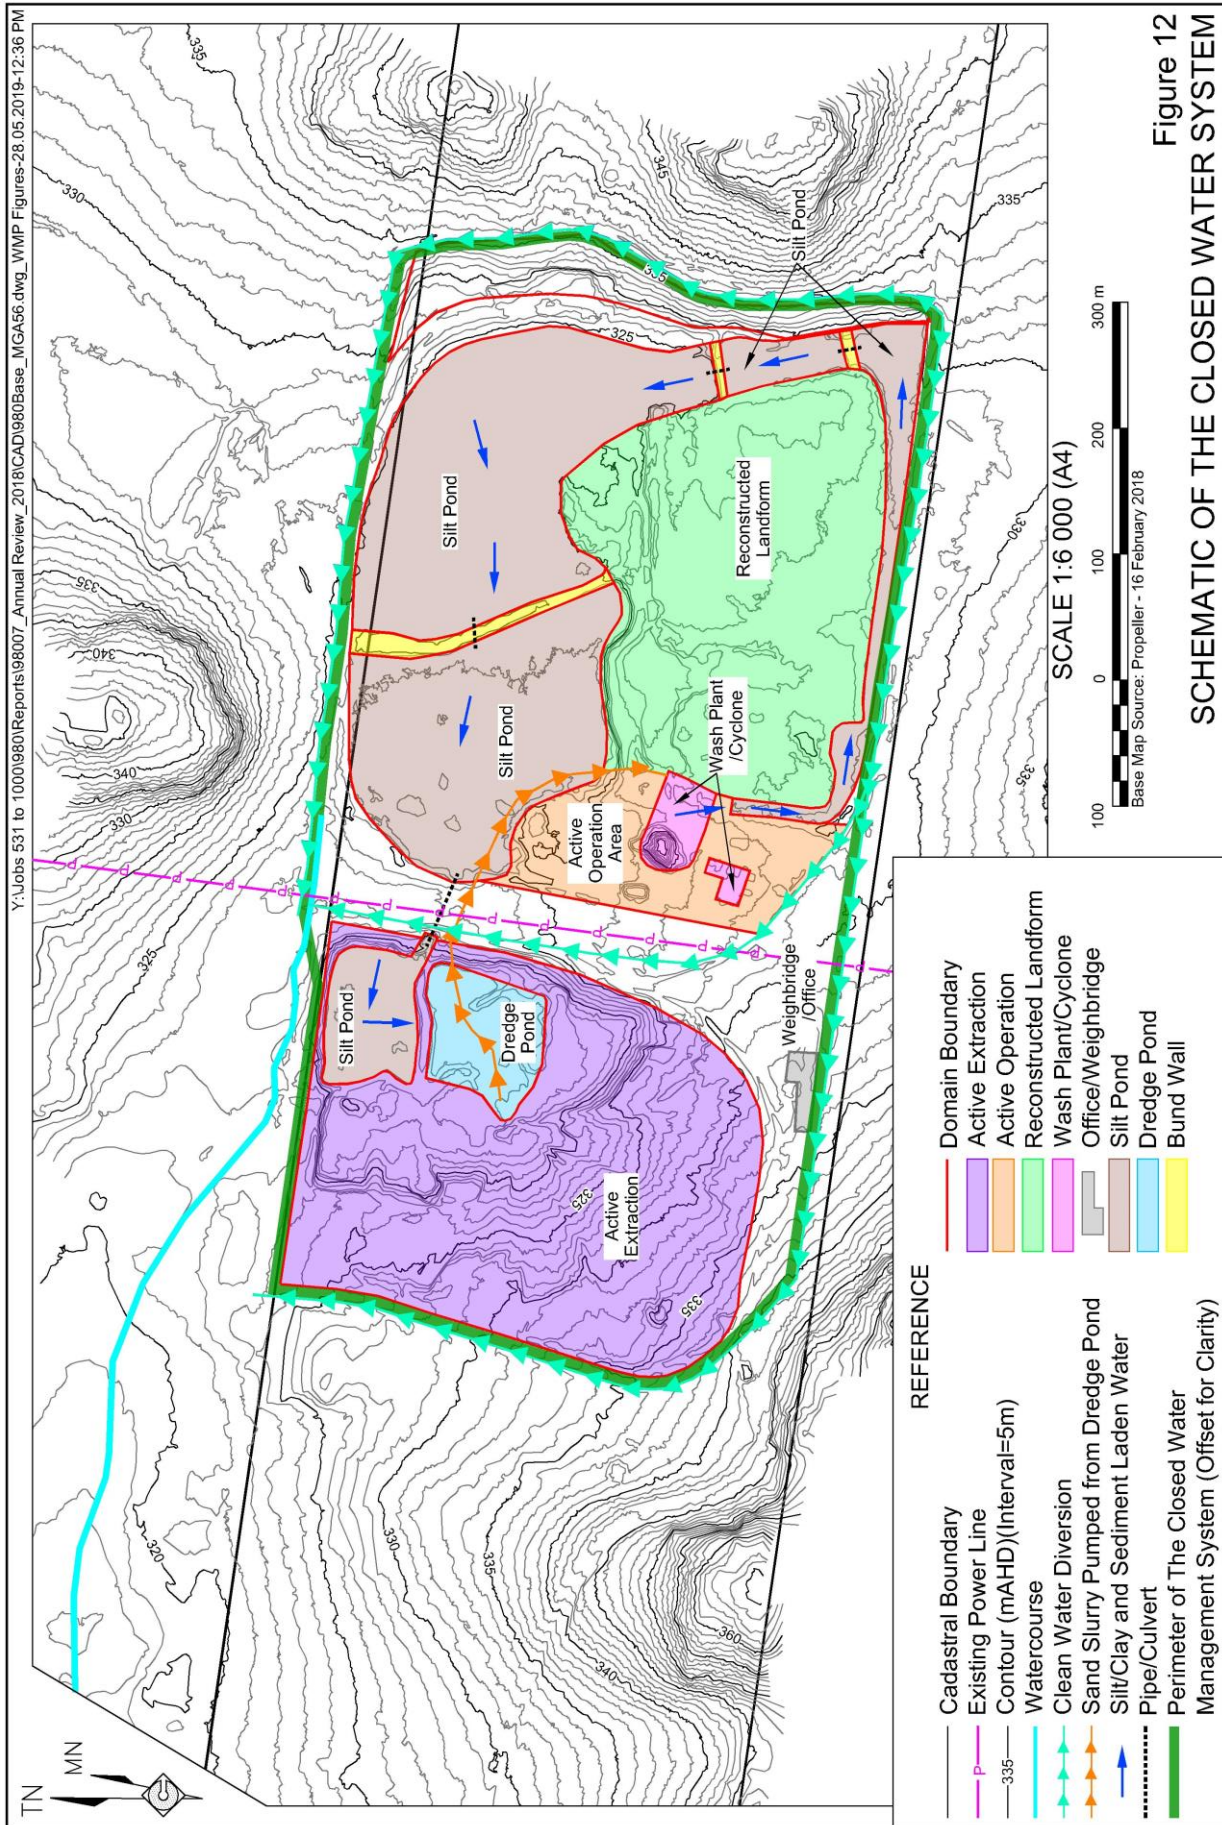 Y:\Jobs 531 to 1000\980\Reports\98007_Annual Review_2018\CAD\980Base_MGA56.dwg_WMP Figures-28.05.2019-12:36 PM
TN
MN
335
330
335
340
340
330
325
320
345
335
325
335
330
335
325
335
330
335
340
360
Silt Pond
Silt Pond
Silt Pond
Silt Pond
Dredge
Pond
Active
Extraction
Active
Operation
Area
Wash Plant
/Cyclone
Reconstructed
Landform
Weighbridge
/Office
P
P
P
P
P
P
P
P
P
P
P
P
REFERENCE
Cadastral Boundary
P
Existing Power Line
335
Contour (mAHD)(Interval=5m)
Watercourse
Clean Water Diversion
Sand Slurry Pumped from Dredge Pond
Silt/Clay and Sediment Laden Water
Pipe/Culvert
Perimeter of The Closed Water
Management System (Offset for Clarity)
Domain Boundary
Active Extraction
Active Operation
Reconstructed Landform
Wash Plant/Cyclone
Office/Weighbridge
Silt Pond
Dredge Pond
Bund Wall
SCALE 1:6 000 (A4)
100 0 100 200 300 m
Base Map Source: Propeller - 16 February 2018
Figure 12
SCHEMATIC OF THE CLOSED WATER SYSTEM